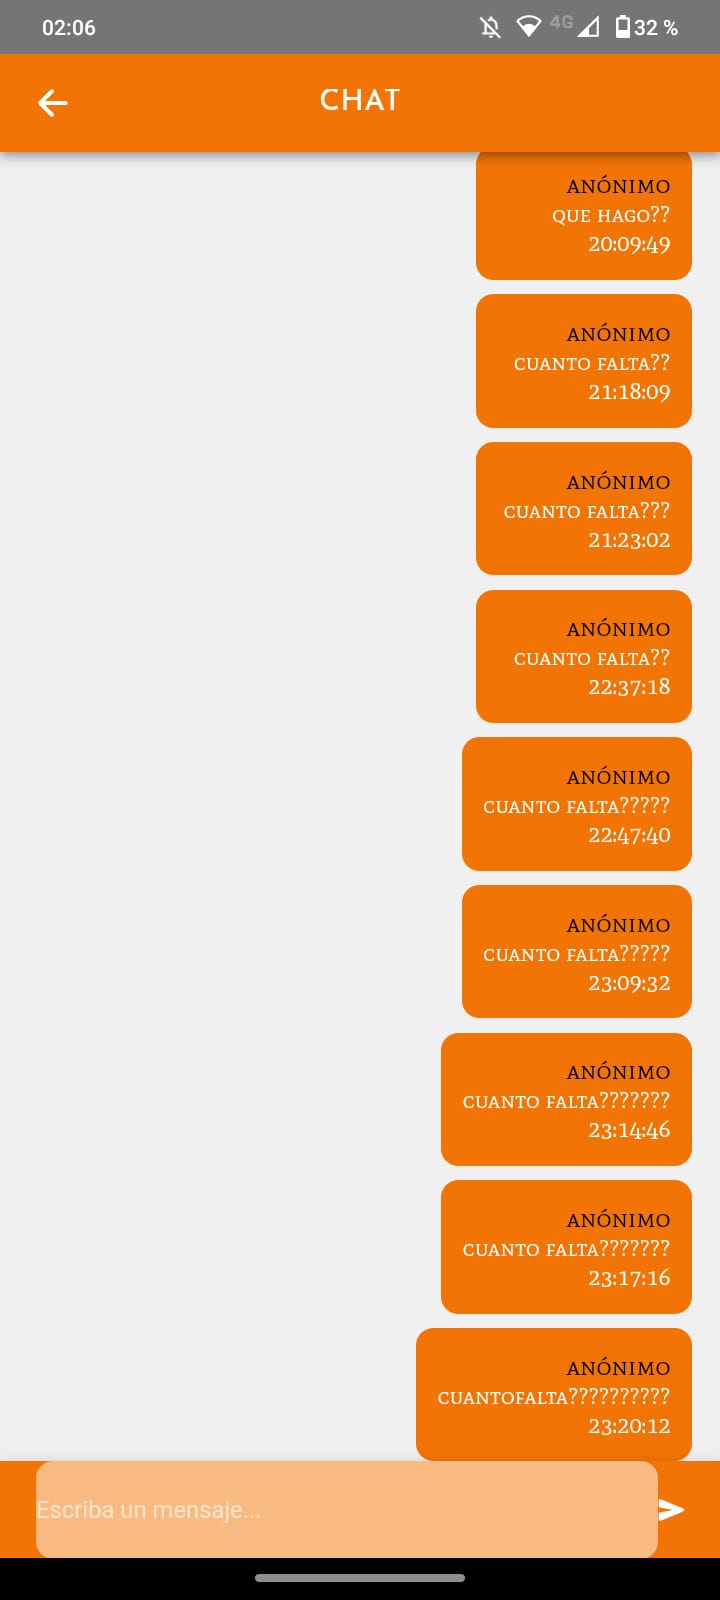 02:06
4G
32 %
CHAT
ANÓNIMO
QUE HAGO??
20:09:49
ANÓNIMO
CUANTO FALTA??
21:18:09
ANÓNIMO
CUANTO FALTA???
21:23:02
ANÓNIMO
CUANTO FALTA??
22:37:18
ANÓNIMO
CUANTO FALTA?????
22:47:40
ANÓNIMO
CUANTO FALTA?????
23:09:32
ANÓNIMO
CUANTO FALTA???????
23:14:46
ANÓNIMO
CUANTO FALTA???????
23:17:16
ANÓNIMO
CUANTOFALTA??????????
23:20:12
Escriba un mensaje...